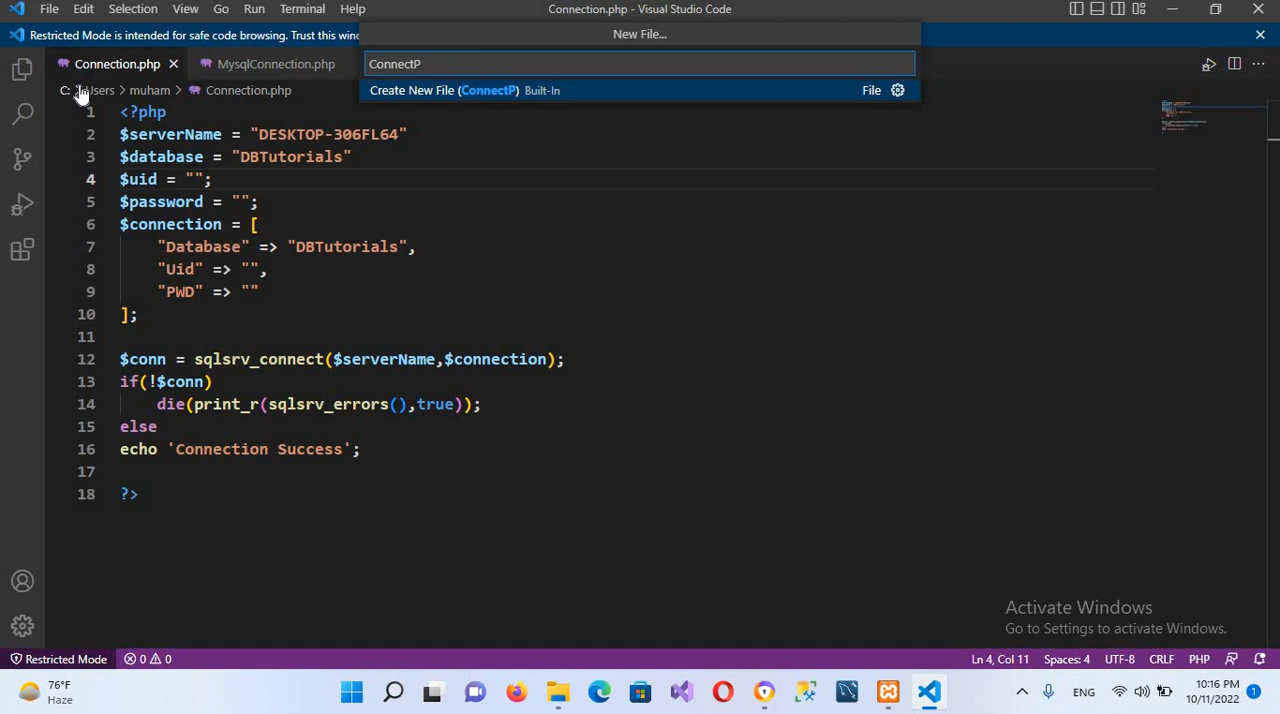 File Edit Selection View Go Run Terminal Help Connection.php - Visual Studio Code
New File...
Restricted Mode is intended for safe code browsing. Trust this win
Connection.php MysqlConnection.php
ConnectP
Create New File (ConnectP) Built-In File
C: > Users > muham > Connection.php
1 <?php
2 $serverName = "DESKTOP-306FL64"
3 $database = "DBTutorials"
4 $uid = "";
5 $password = "";
6 $connection = [
7 "Database" => "DBTutorials",
8 "Uid" => "",
9 "PWD" => ""
10 ];
11
12 $conn = sqlsrv_connect($serverName,$connection);
13 if(!$conn)
14 die(print_r(sqlsrv_errors(),true));
15 else
16 echo 'Connection Success';
17
18 ?>
Activate Windows
Go to Settings to activate Windows.
Restricted Mode 0 0 Ln 4, Col 11 Spaces: 4 UTF-8 CRLF PHP
76°F
Haze
ENG
10:16 PM
10/11/2022
1